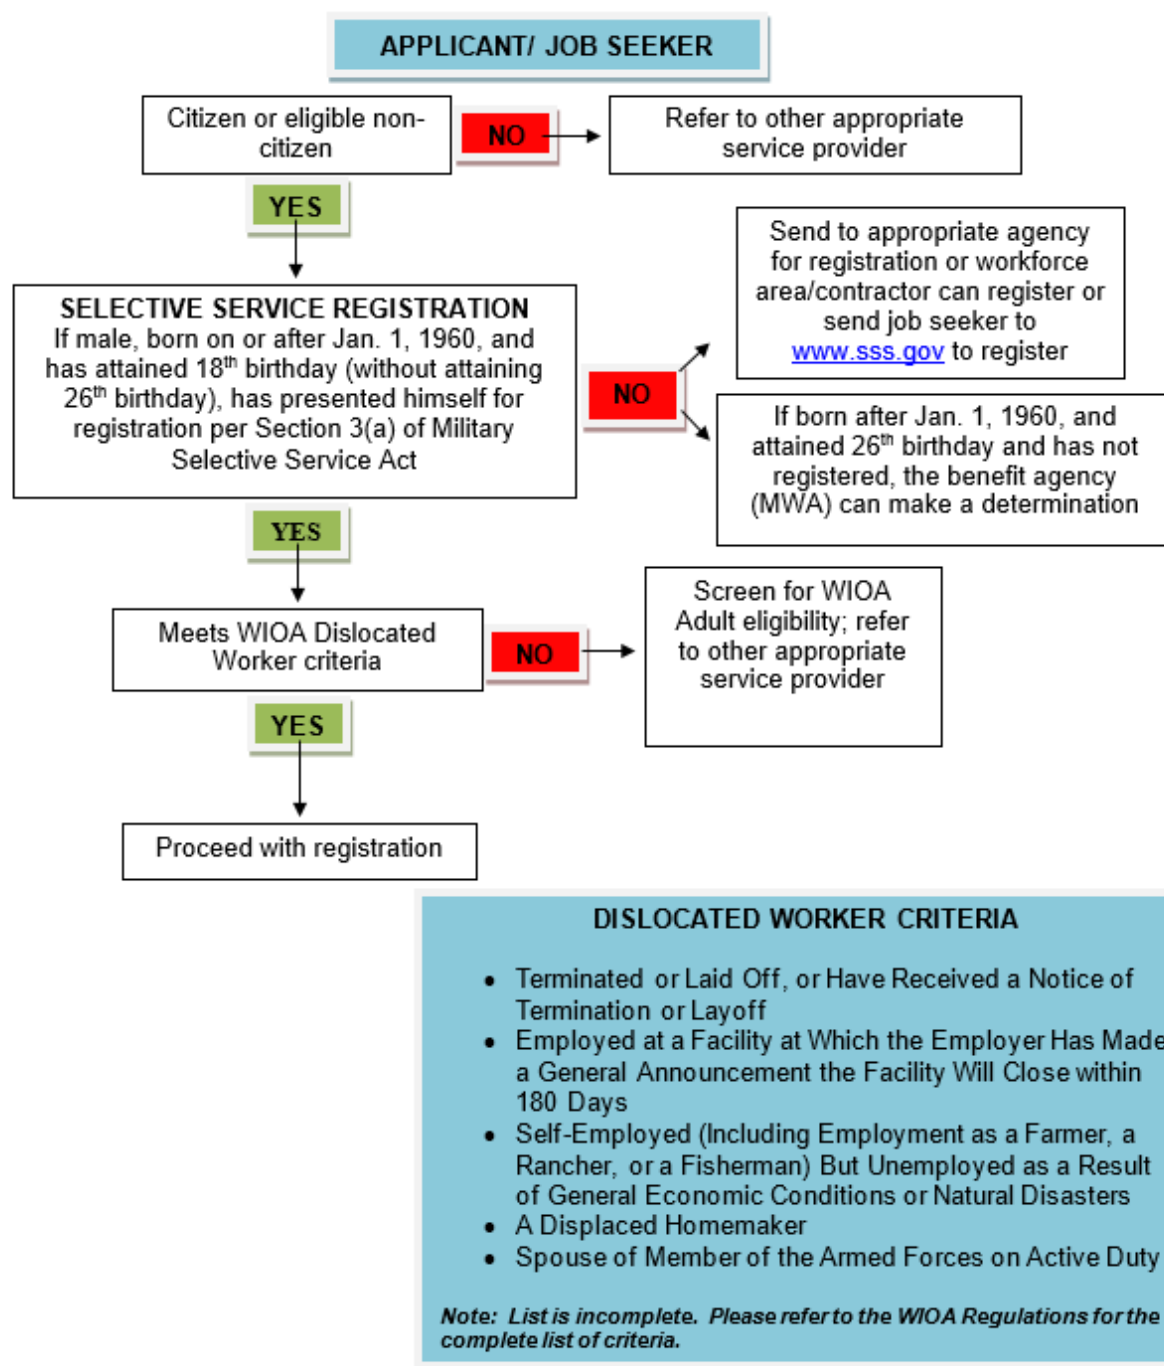 APPLICANT/ JOB SEEKER
Citizen or eligible non-
citizen
NO
Refer to other appropriate
service provider
YES
SELECTIVE SERVICE REGISTRATION
If male, born on or after Jan. 1, 1960, and
has attained 18th birthday (without attaining
26th birthday), has presented himself for
registration per Section 3(a) of Military
Selective Service Act
NO
Send to appropriate agency
for registration or workforce
area/contractor can register or
send job seeker to
www.sss.gov to register
If born after Jan. 1, 1960, and
attained 26th birthday and has not
registered, the benefit agency
(MWA) can make a determination
YES
Meets WIOA Dislocated
Worker criteria
NO
Screen for WIOA
Adult eligibility; refer
to other appropriate
service provider
YES
Proceed with registration
DISLOCATED WORKER CRITERIA
• Terminated or Laid Off, or Have Received a Notice of
Termination or Layoff
• Employed at a Facility at Which the Employer Has Made
a General Announcement the Facility Will Close within
180 Days
• Self-Employed (Including Employment as a Farmer, a
Rancher, or a Fisherman) But Unemployed as a Result
of General Economic Conditions or Natural Disasters
• A Displaced Homemaker
• Spouse of Member of the Armed Forces on Active Duty
Note: List is incomplete. Please refer to the WIOA Regulations for the
complete list of criteria.